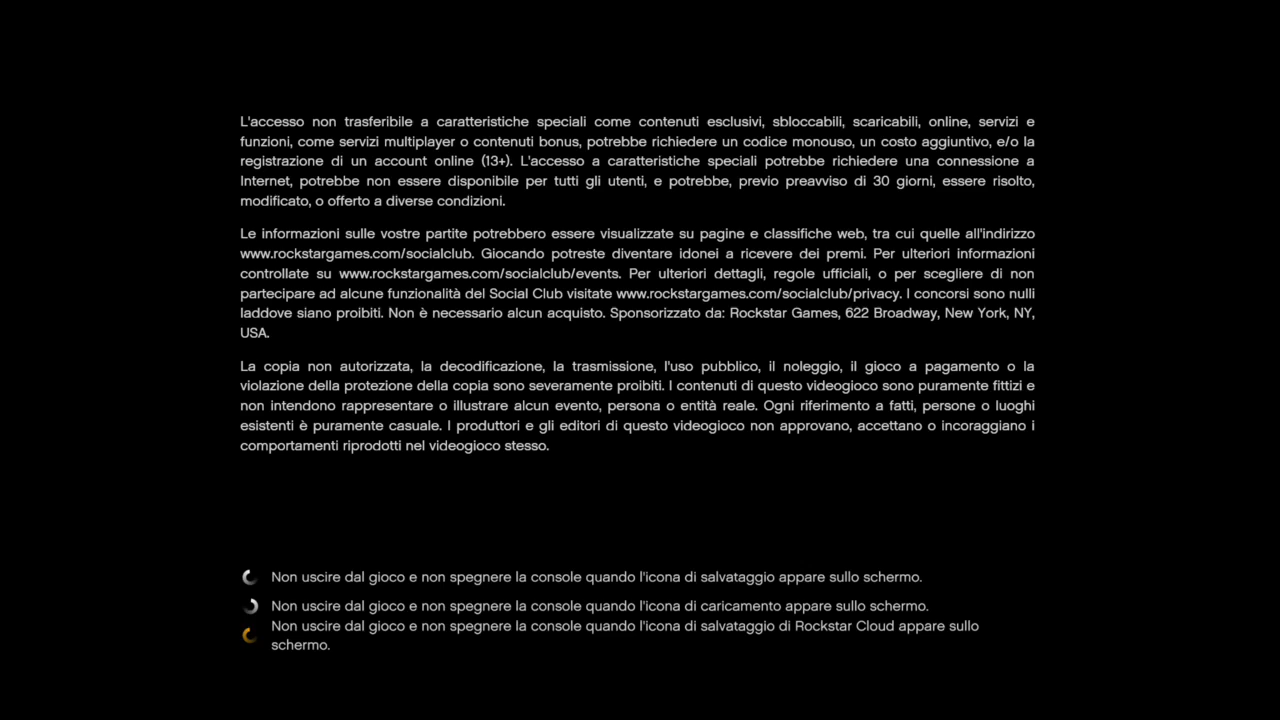 L'accesso non trasferibile a caratteristiche speciali come contenuti esclusivi, sbloccabili, scaricabili, online, servizi e
funzioni, come servizi multiplayer o contenuti bonus, potrebbe richiedere un codice monouso, un costo aggiuntivo, e/o la
registrazione di un account online (13+). L'accesso a caratteristiche speciali potrebbe richiedere una connessione a
Internet, potrebbe non essere disponibile per tutti gli utenti, e potrebbe, previo preavviso di 30 giorni, essere risolto,
modificato, o offerto a diverse condizioni.
Le informazioni sulle vostre partite potrebbero essere visualizzate su pagine e classifiche web, tra cui quelle all'indirizzo
www.rockstargames.com/socialclub. Giocando potreste diventare idonei a ricevere dei premi. Per ulteriori informazioni
controllate su www.rockstargames.com/socialclub/events. Per ulteriori dettagli, regole ufficiali, o per scegliere di non
partecipare ad alcune funzionalità del Social Club visitate www.rockstargames.com/socialclub/privacy. I concorsi sono nulli
laddove siano proibiti. Non è necessario alcun acquisto. Sponsorizzato da: Rockstar Games, 622 Broadway, New York, NY,
USA.
La copia non autorizzata, la decodificazione, la trasmissione, l'uso pubblico, il noleggio, il gioco a pagamento o la
violazione della protezione della copia sono severamente proibiti. I contenuti di questo videogioco sono puramente fittizi e
non intendono rappresentare o illustrare alcun evento, persona o entità reale. Ogni riferimento a fatti, persone o luoghi
esistenti è puramente casuale. I produttori e gli editori di questo videogioco non approvano, accettano o incoraggiano i
comportamenti riprodotti nel videogioco stesso.
Non uscire dal gioco e non spegnere la console quando l'icona di salvataggio appare sullo schermo.
Non uscire dal gioco e non spegnere la console quando l'icona di caricamento appare sullo schermo.
Non uscire dal gioco e non spegnere la console quando l'icona di salvataggio di Rockstar Cloud appare sullo
schermo.